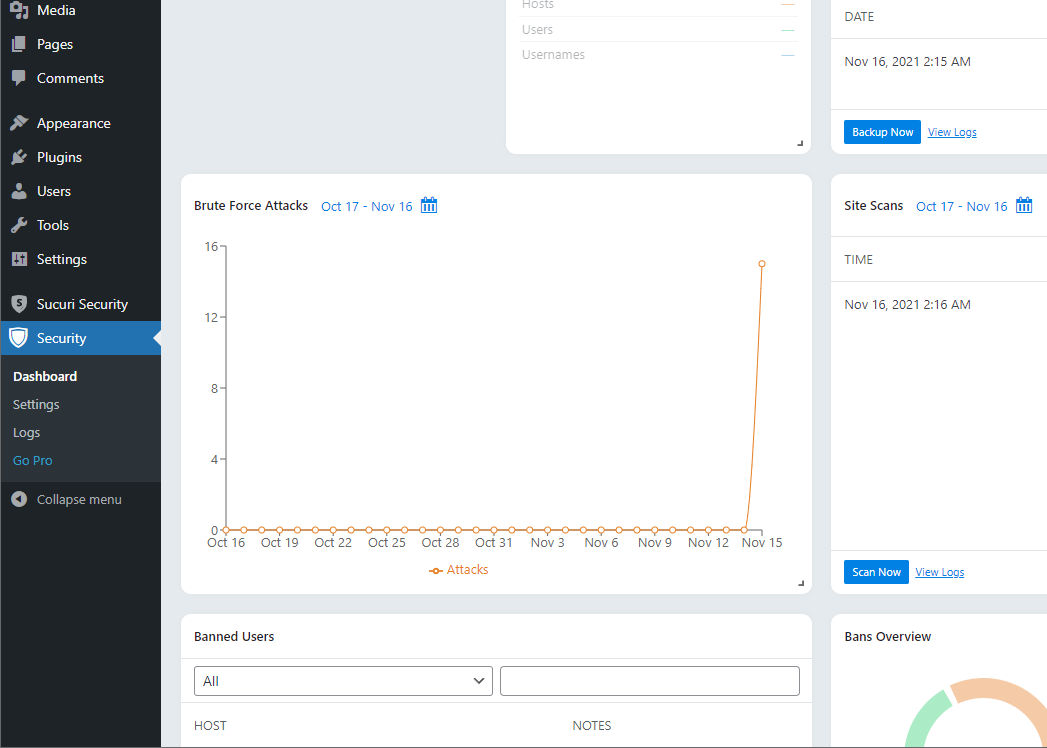 Media
Pages
Comments
Appearance
Plugins
Users
Tools
Settings
Sucuri Security
Security
Dashboard
Settings
Logs
Go Pro
Collapse menu
Hosts
Users
Usernames
DATE
Nov 16, 2021 2:15 AM
Backup Now View Logs
Brute Force Attacks Oct 17 - Nov 16
16
12
8
4
0
Oct 16 Oct 19 Oct 22 Oct 25 Oct 28 Oct 31 Nov 3 Nov 6 Nov 9 Nov 12 Nov 15
Attacks
Site Scans Oct 17 - Nov 16
TIME
Nov 16, 2021 2:16 AM
Scan Now View Logs
Banned Users
All
HOST NOTES
Bans Overview